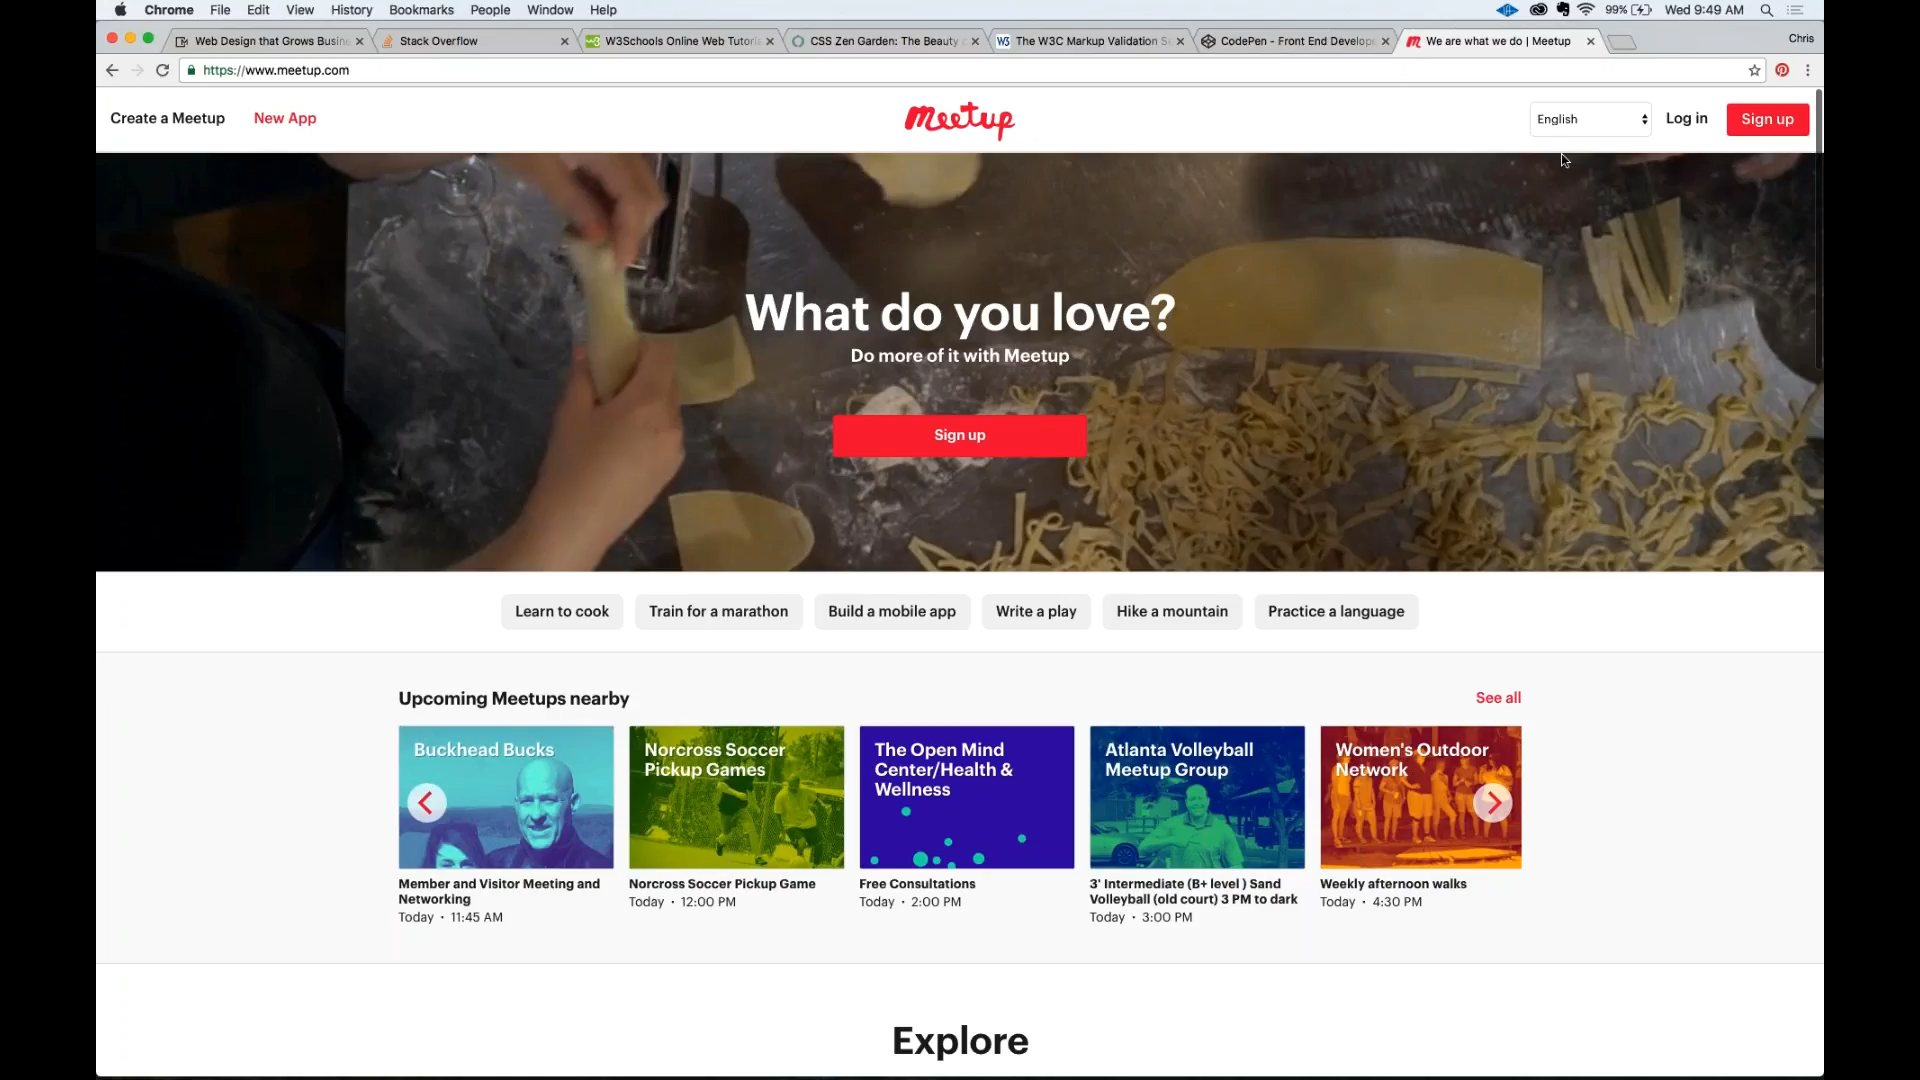 Chrome File Edit View History Bookmarks People Window Help 99% Wed 9:49 AM
Web Design that Grows Busin
Stack Overflow
W3Schools Online Web Tutori
CSS Zen Garden: The Beauty
The W3C Markup Validation S
CodePen - Front End Develop
We are what we do | Meetup
Chris
https://www.meetup.com
Create a Meetup New App meetup English Log in Sign up
What do you love?
Do more of it with Meetup
Sign up
Learn to cook Train for a marathon Build a mobile app Write a play Hike a mountain Practice a language
Upcoming Meetups nearby See all
Buckhead Bucks
Member and Visitor Meeting and
Networking
Today · 11:45 AM
Norcross Soccer
Pickup Games
Norcross Soccer Pickup Game
Today · 12:00 PM
The Open Mind
Center/Health &
Wellness
Free Consultations
Today · 2:00 PM
Atlanta Volleyball
Meetup Group
3' Intermediate (B+ level ) Sand
Volleyball (old court) 3 PM to dark
Today · 3:00 PM
Women's Outdoor
Network
Weekly afternoon walks
Today · 4:30 PM
Explore